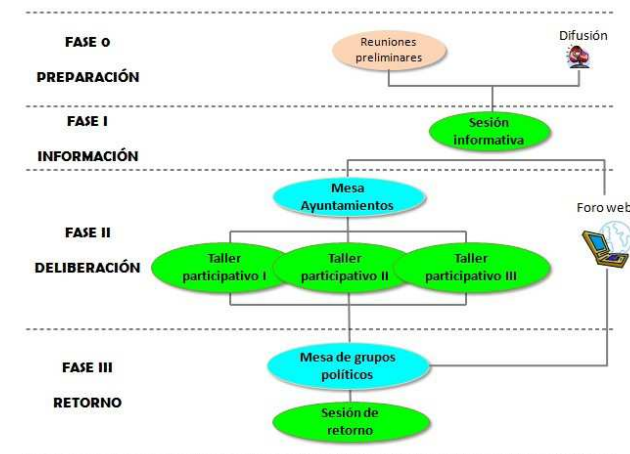 FASE 0
PREPARACIÓN
Reuniones
preliminares
Difusión
FASE I
INFORMACIÓN
Sesión
informativa
FASE II
DELIBERACIÓN
Mesa
Ayuntamientos
Foro web
Taller
participativo I
Taller
participativo II
Taller
participativo III
FASE III
RETORNO
Mesa de grupos
políticos
Sesión de
retorno